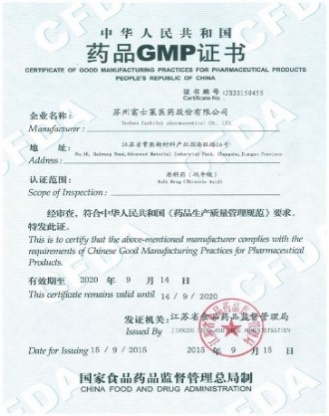 中华人民共和国
药品GMP证书
CERTIFICATE OF GOOD MANUFACTURING PRACTICES FOR PHARMACEUTICAL PRODUCTS
PEOPLE'S REPUBLIC OF CHINA
证书编号
Certificate No
企业名称：苏州富士莱医药股份有限公司
Manufacturer : Suzhou Fushilai pharmaceutical Co., LTD.
地 址：江苏省常熟新材料产业园海旺路16号
Address : No.16, Haiwang Road, Advanced Material Industrial Park, Changshu, Jiangsu Province
认证范围：原料药
Scope of Inspection : Bulk Drug
经审查，符合中华人民共和国《药品生产质量管理规范》要求，
特发此证。
This is to certify that the above-mentioned manufacturer complies with the
requirements of Chinese Good Manufacturing Practices for Pharmaceutical
Products.
有效期至 2020 年 9 月 14 日
This certificate remains valid until 14 / 9 / 2020
发证机关：江苏省食品药品监督管理局
Issued By JIANGSU FOOD AND DRUG ADMINISTRATION
Date for Issuing 15 / 9 / 2015 2015 年 9 月 15 日
国家食品药品监督管理总局制
CHINA FOOD AND DRUG ADMINISTRATION
CFDA